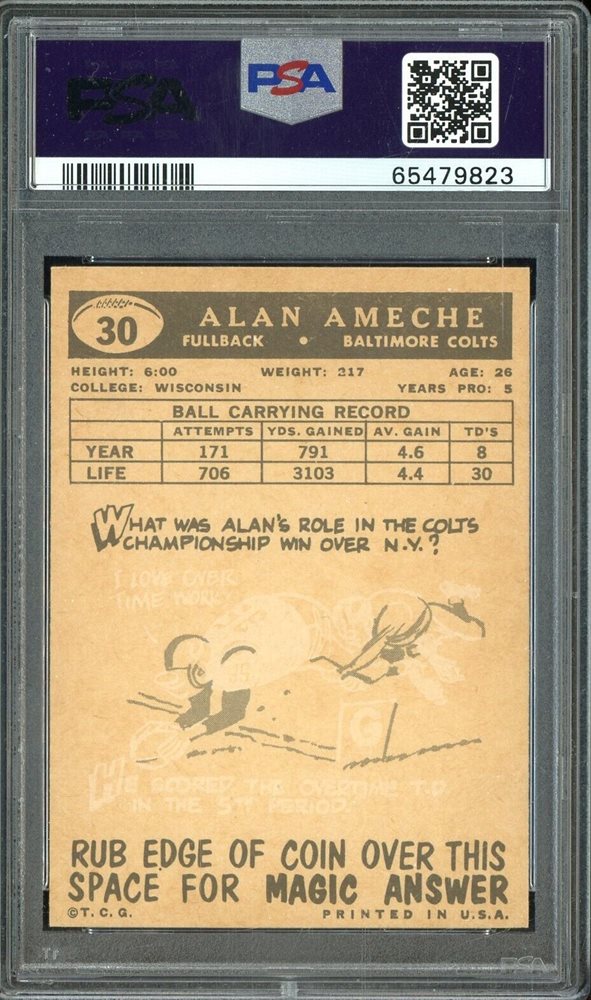 PSA
PSA
65479823
30
ALAN AMECHE
FULLBACK • BALTIMORE COLTS
HEIGHT: 6:00 WEIGHT: 217 AGE: 26
COLLEGE: WISCONSIN YEARS PRO: 5
BALL CARRYING RECORD
ATTEMPTS YDS. GAINED AV. GAIN TD'S
YEAR 171 791 4.6 8
LIFE 706 3103 4.4 30
WHAT WAS ALAN'S ROLE IN THE COLTS
CHAMPIONSHIP WIN OVER N.Y.?
I LOVE OVER
TIME WORK!
35
G
HE SCORED THE OVERTIME T.D.
IN THE 5TH PERIOD.
RUB EDGE OF COIN OVER THIS
SPACE FOR MAGIC ANSWER
©T.C.G. PRINTED IN U.S.A.
PSA